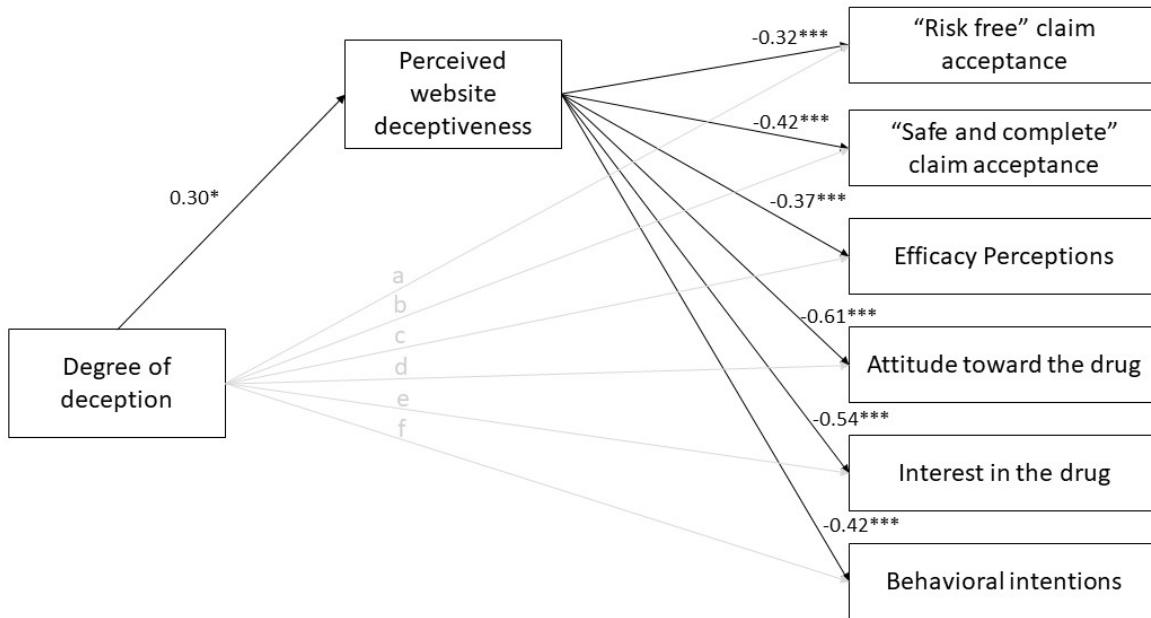 “Risk free” claim
acceptance
-0.32***
Perceived
website
deceptiveness
-0.42***
“Safe and complete”
claim acceptance
0.30*
-0.37***
Efficacy Perceptions
a
b
c
d
e
f
-0.61***
Degree of
deception
Attitude toward the drug
-0.54***
Interest in the drug
-0.42***
Behavioral intentions